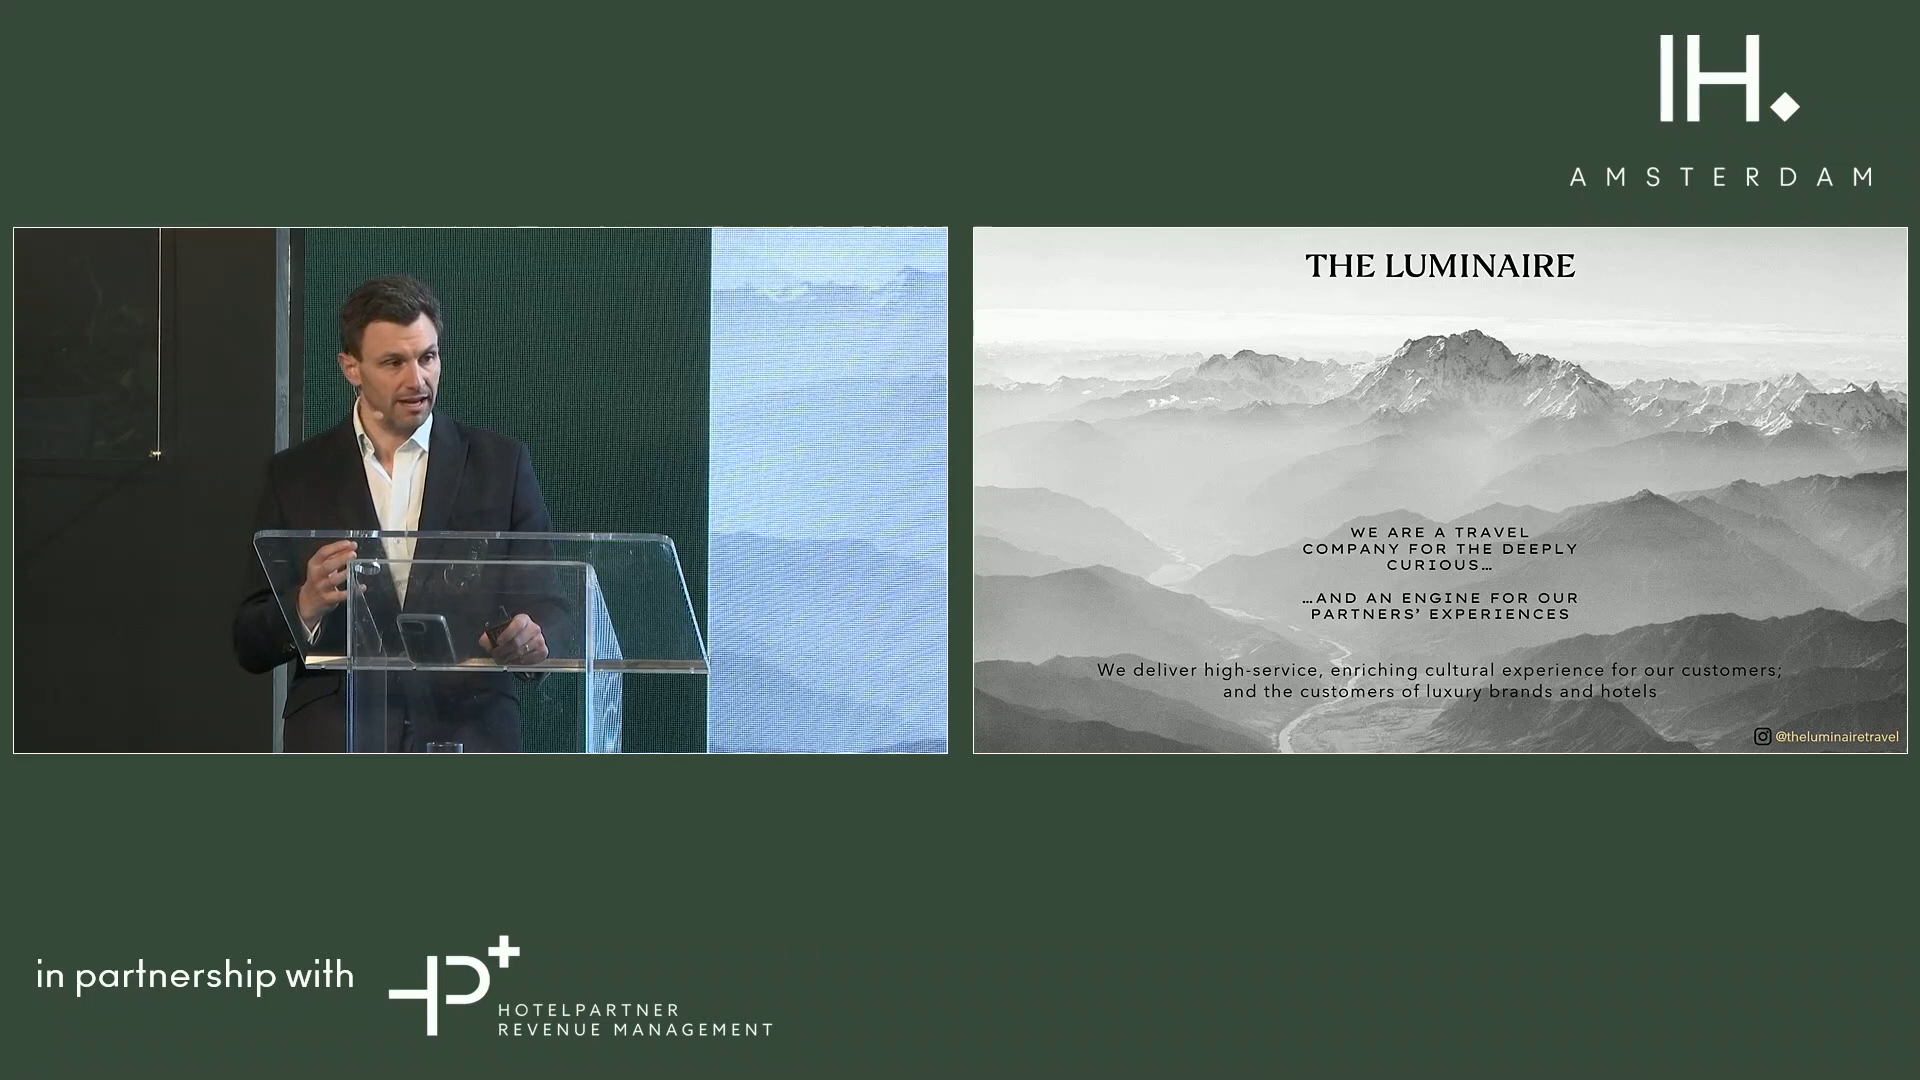 IH.
AMSTERDAM
THE LUMINAIRE
WE ARE A TRAVEL
COMPANY FOR THE DEEPLY
CURIOUS…
…AND AN ENGINE FOR OUR
PARTNERS’ EXPERIENCES
We deliver high-service, enriching cultural experience for our customers;
and the customers of luxury brands and hotels
@theluminairetravel
in partnership with
HP+
HOTELPARTNER
REVENUE MANAGEMENT